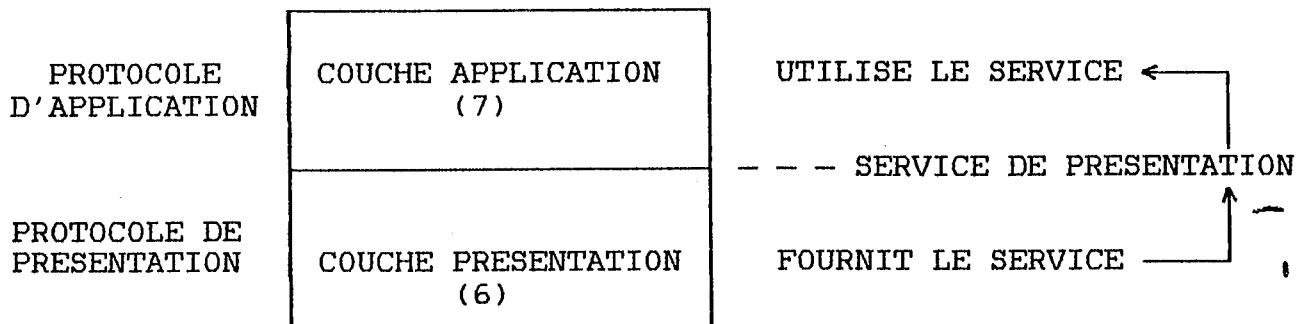 PROTOCOLE
D'APPLICATION
COUCHE APPLICATION
(7)
UTILISE LE SERVICE
SERVICE DE PRESENTATION
PROTOCOLE DE
PRESENTATION
COUCHE PRESENTATION
(6)
FOURNIT LE SERVICE